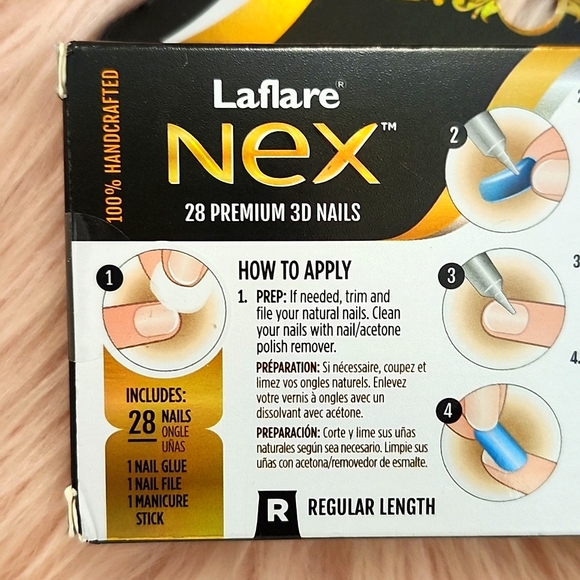 100% HANDCRAFTED
Laflare®
Nex™
28 PREMIUM 3D NAILS
1
INCLUDES:
28 NAILS
ONGLE
UÑAS
1 NAIL GLUE
1 NAIL FILE
1 MANICURE
STICK
HOW TO APPLY
1. PREP: If needed, trim and
file your natural nails. Clean
your nails with nail/acetone
polish remover.
PRÉPARATION: Si nécessaire, coupez et
limez vos ongles naturels. Enlevez
votre vernis à ongles avec un
dissolvant avec acétone.
PREPARACIÓN: Corte y lime sus uñas
naturales según sea necesario. Limpie sus
uñas con acetona/removedor de esmalte.
R REGULAR LENGTH
2
3
4
3
4.